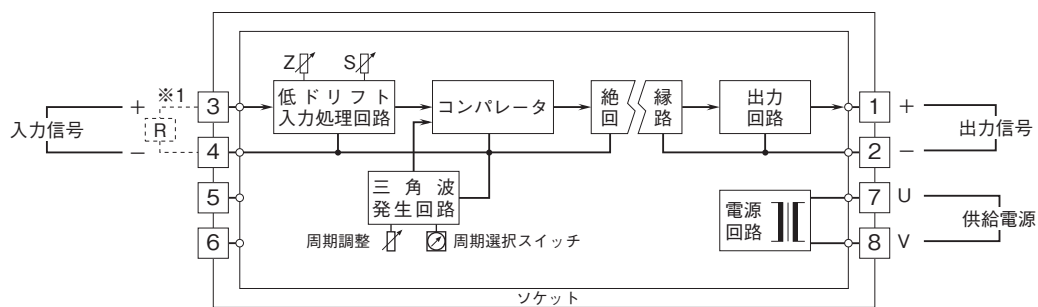 Z S
※1
3
低ドリフト
入力処理回路
コンパレータ
絶 縁
回 路
出力
回路
1
+
+
R
入力信号
出力信号
−
4
2
−
5
三角波
発生回路
7
U
電源
回路
供給電源
6
周期調整
周期選択スイッチ
8
V
ソケット